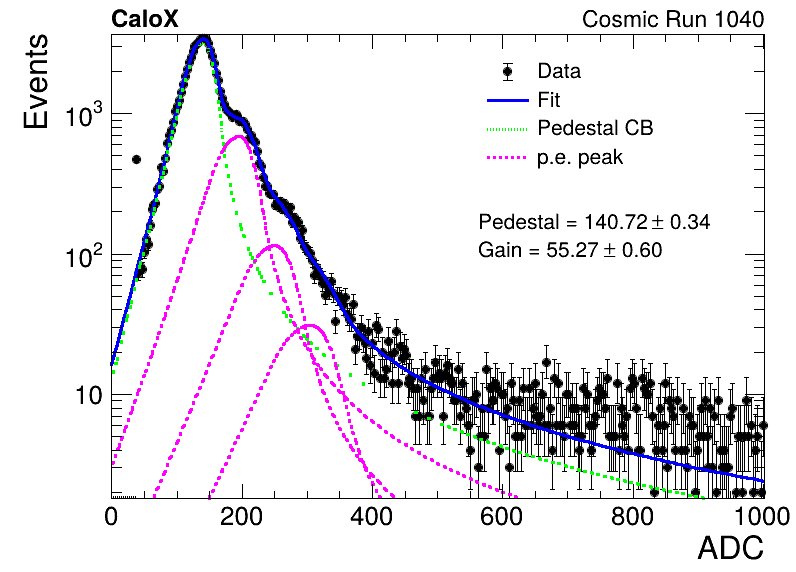 CaloX Cosmic Run 1040
Events
Data
Fit
Pedestal CB
p.e. peak
Pedestal = 140.72 ± 0.34
Gain = 55.27 ± 0.60
10³
10²
10
0 200 400 600 800 1000
ADC